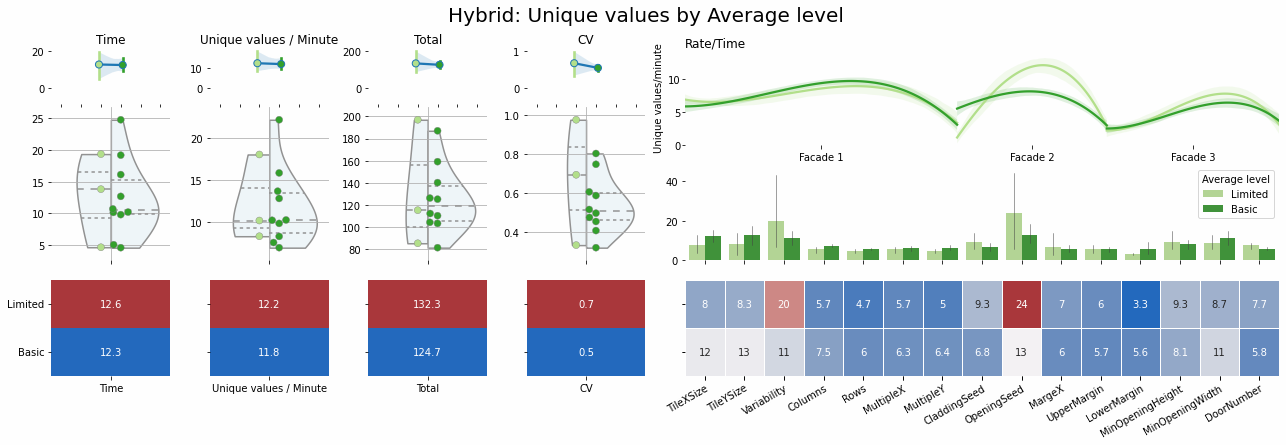 Hybrid: Unique values by Average level
Time
Unique values / Minute
Total
CV
20
0
10
0
200
0
1
0
25
20
15
10
5
20
15
10
200
180
160
140
120
100
80
1.0
0.8
0.6
0.4
Limited
Basic
12.6
12.3
12.2
11.8
132.3
124.7
0.7
0.5
Time
Unique values / Minute
Total
CV
Rate/Time
Unique values/minute
10
5
0
Facade 1
Facade 2
Facade 3
40
20
0
Average level
Limited
Basic
8 8.3 20 5.7 4.7 5.7 5 9.3 24 7 6 3.3 9.3 8.7 7.7
12 13 11 7.5 6 6.3 6.4 6.8 13 6 5.7 5.6 8.1 11 5.8
TileXSize
TileYSize
Variability
Columns
Rows
MultipleX
MultipleY
CladdingSeed
OpeningSeed
MargeX
UpperMargin
LowerMargin
MinOpeningHeight
MinOpeningWidth
DoorNumber